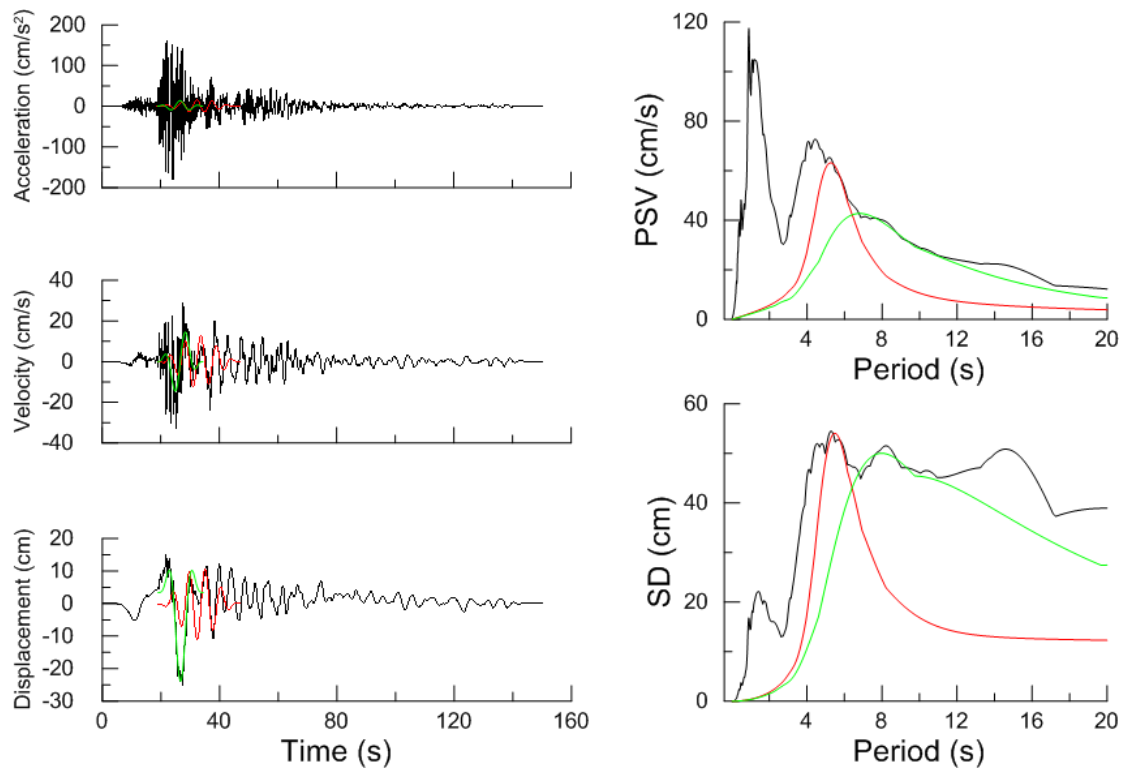 Acceleration (cm/s²)
200
100
0
-100
-200
Velocity (cm/s)
40
20
0
-20
-40
Displacement (cm)
20
10
0
-10
-20
-30
0 40 80 120 160
Time (s)
PSV (cm/s)
120
80
40
0
4 8 12 16 20
Period (s)
SD (cm)
60
40
20
0
4 8 12 16 20
Period (s)